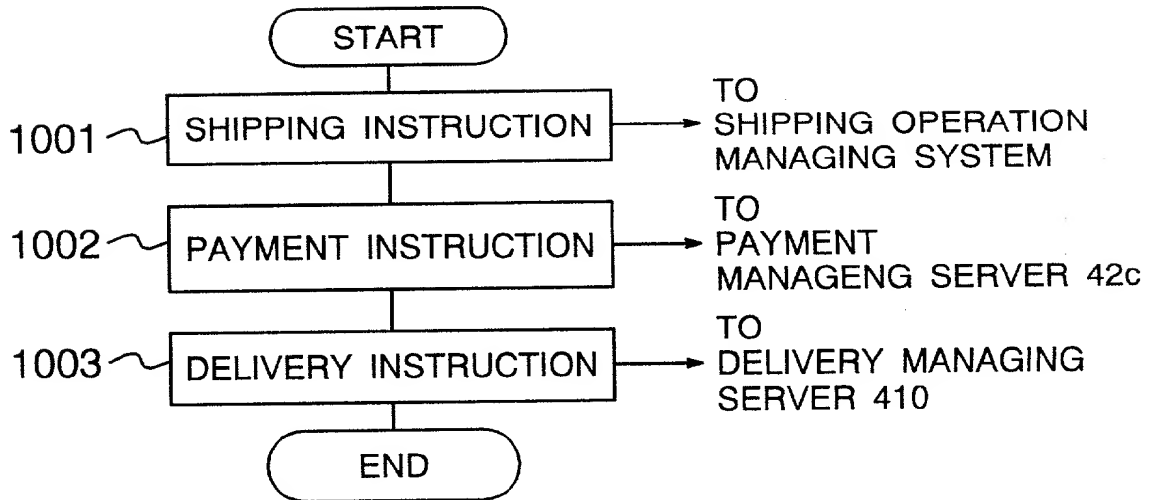 START
1001
SHIPPING INSTRUCTION
TO
SHIPPING OPERATION
MANAGING SYSTEM
1002
PAYMENT INSTRUCTION
TO
PAYMENT
MANAGENG SERVER 42c
1003
DELIVERY INSTRUCTION
TO
DELIVERY MANAGING
SERVER 410
END